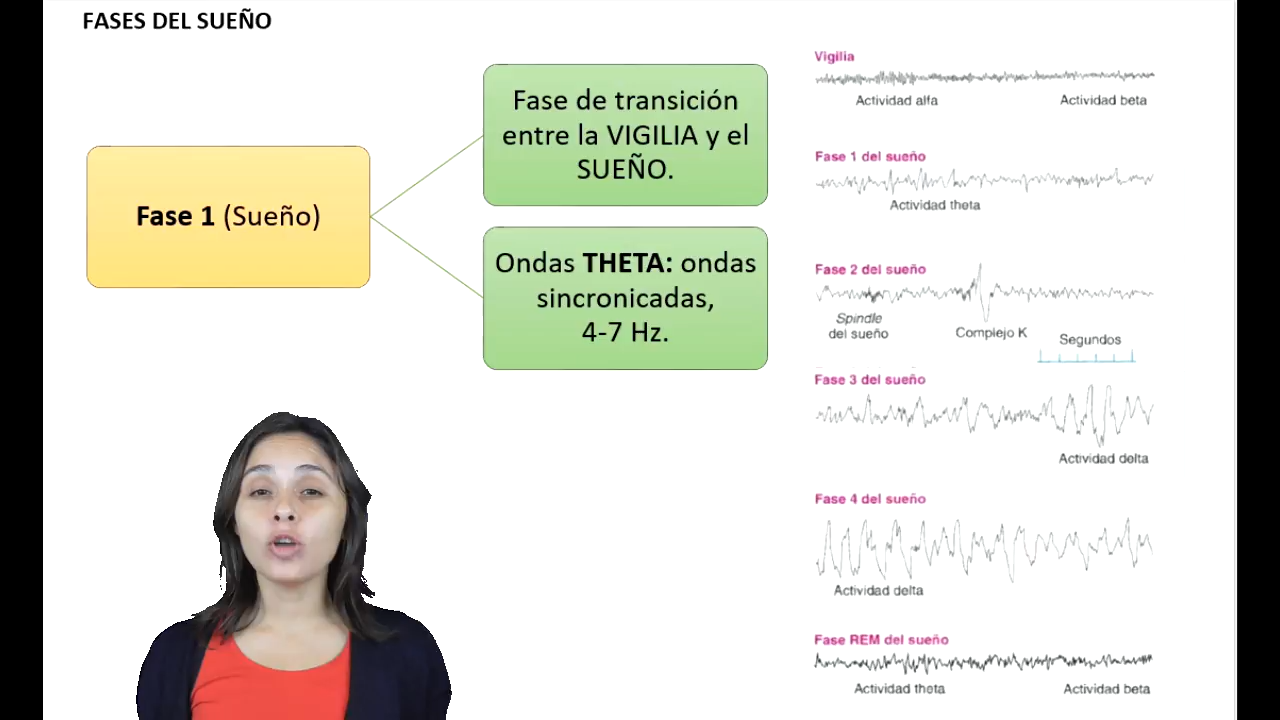 FASES DEL SUEÑO
Fase 1 (Sueño)
Fase de transición
entre la VIGILIA y el
SUEÑO.
Ondas THETA: ondas
sincronicadas,
4-7 Hz.
Vigilia
Actividad alfa
Actividad beta
Fase 1 del sueño
Actividad theta
Fase 2 del sueño
Spindle
del sueño
Complejo K
Segundos
Fase 3 del sueño
Actividad delta
Fase 4 del sueño
Actividad delta
Fase REM del sueño
Actividad theta
Actividad beta